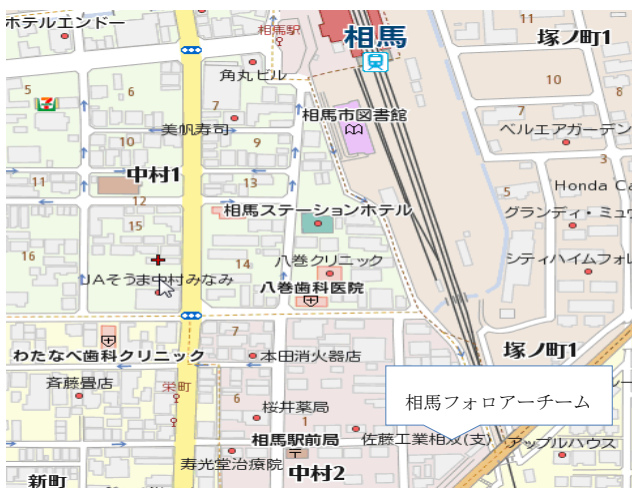 ホテルエンドー
相馬駅
相馬
11
塚ノ町1
角丸ビル
10
5
6
7
8
相馬市図書館
7
美帆寿司
ベルエアガーデン
10
9
3
中村1
11
13
5
Honda Ca
12
相馬ステーションホテル
グランディ・ミュ
15
16
14
八巻クリニック
シティハイムフォレ
JAそうま中村みなみ
八巻歯科医院
7
わたなべ歯科クリニック
本田消火器店
塚ノ町1
斉藤畳店
栄町
6
桜井薬局
1
相馬フォロアーチーム
相馬駅前局
佐藤工業相双(支)
アップルハウス
寿光堂治療院
新町
中村2